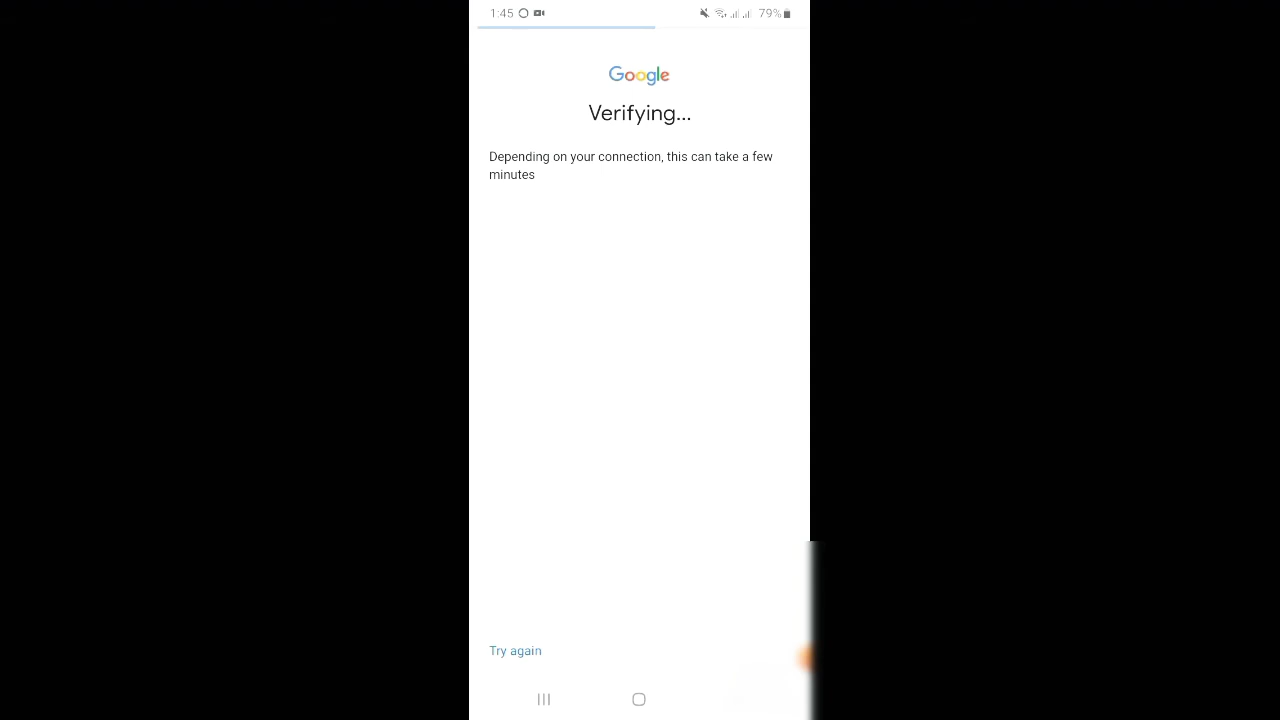 1:45 79%
Google
Verifying...
Depending on your connection, this can take a few
minutes
Try again